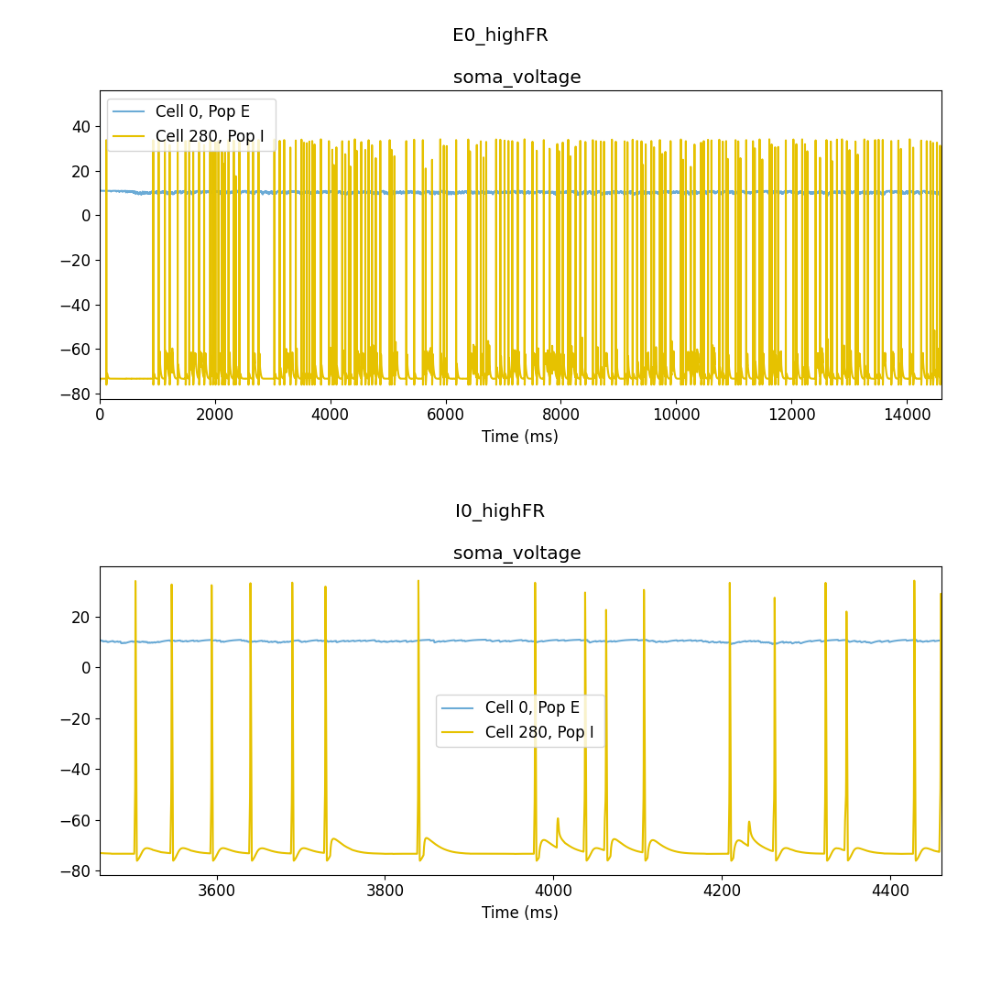 E0_highFR
soma_voltage
Cell 0, Pop E
Cell 280, Pop I
40
20
0
−20
−40
−60
−80
0 2000 4000 6000 8000 10000 12000 14000
Time (ms)
I0_highFR
soma_voltage
20
0
Cell 0, Pop E
−20
Cell 280, Pop I
−40
−60
−80
3600 3800 4000 4200 4400
Time (ms)